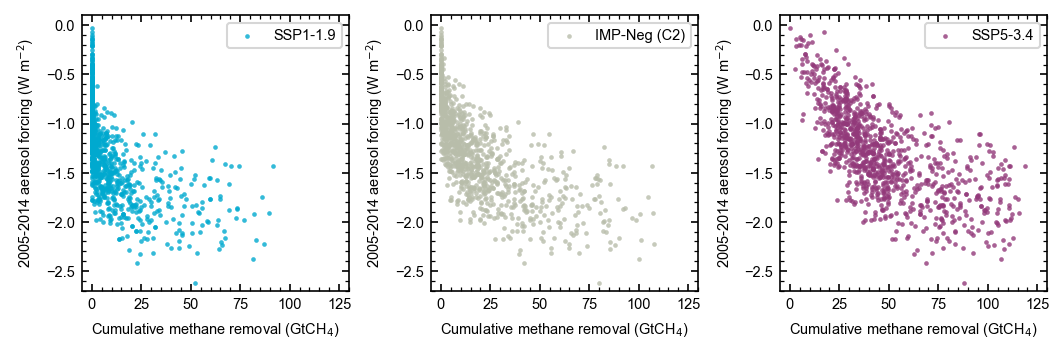 SSP1-1.9
0.0
−0.5
−1.0
−1.5
−2.0
−2.5
2005-2014 aerosol forcing (W m⁻²)
0 25 50 75 100 125
Cumulative methane removal (GtCH₄)
IMP-Neg (C2)
0.0
−0.5
−1.0
−1.5
−2.0
−2.5
2005-2014 aerosol forcing (W m⁻²)
0 25 50 75 100 125
Cumulative methane removal (GtCH₄)
SSP5-3.4
0.0
−0.5
−1.0
−1.5
−2.0
−2.5
2005-2014 aerosol forcing (W m⁻²)
0 25 50 75 100 125
Cumulative methane removal (GtCH₄)